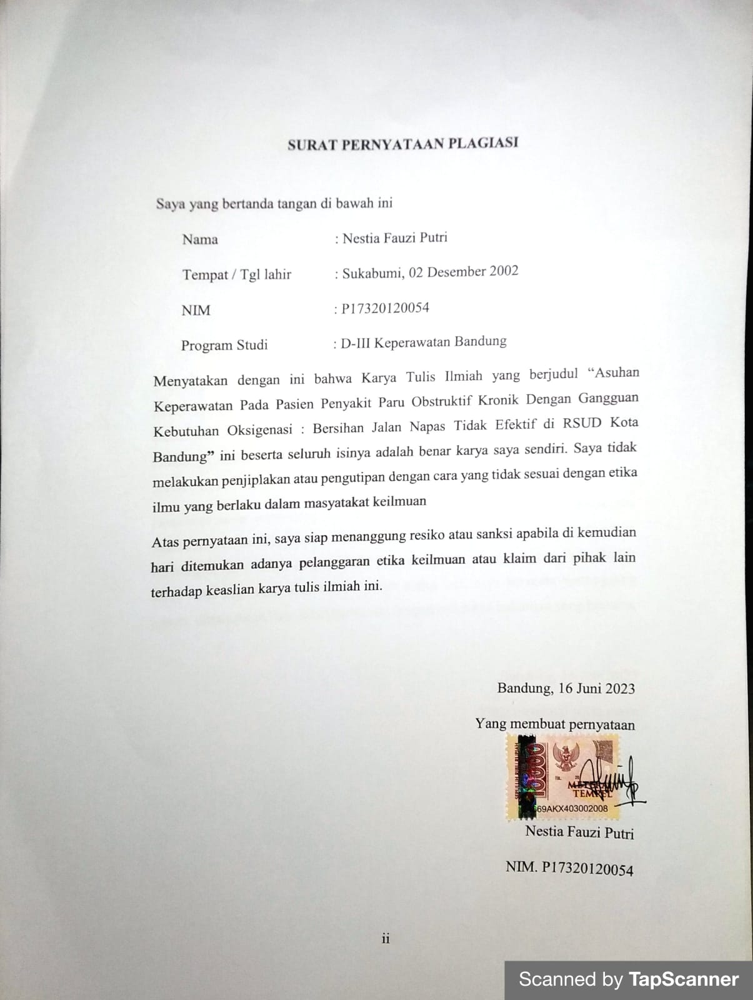 SURAT PERNYATAAN PLAGIASI
Saya yang bertanda tangan di bawah ini
Nama : Nestia Fauzi Putri
Tempat / Tgl lahir : Sukabumi, 02 Desember 2002
NIM : P17320120054
Program Studi : D-III Keperawatan Bandung
Menyatakan dengan ini bahwa Karya Tulis Ilmiah yang berjudul “Asuhan
Keperawatan Pada Pasien Penyakit Paru Obstruktif Kronik Dengan Gangguan
Kebutuhan Oksigenasi : Bersihan Jalan Napas Tidak Efektif di RSUD Kota
Bandung” ini beserta seluruh isinya adalah benar karya saya sendiri. Saya tidak
melakukan penjiplakan atau pengutipan dengan cara yang tidak sesuai dengan etika
ilmu yang berlaku dalam masyatakat keilmuan
Atas pernyataan ini, saya siap menanggung resiko atau sanksi apabila di kemudian
hari ditemukan adanya pelanggaran etika keilmuan atau klaim dari pihak lain
terhadap keaslian karya tulis ilmiah ini.
Bandung, 16 Juni 2023
Yang membuat pernyataan
SEPULUH RIBU RUPIAH
10000
TGL. 20
METERAI
TEMPEL
69AKX403002008
Nestia Fauzi Putri
NIM. P17320120054
ii
Scanned by TapScanner